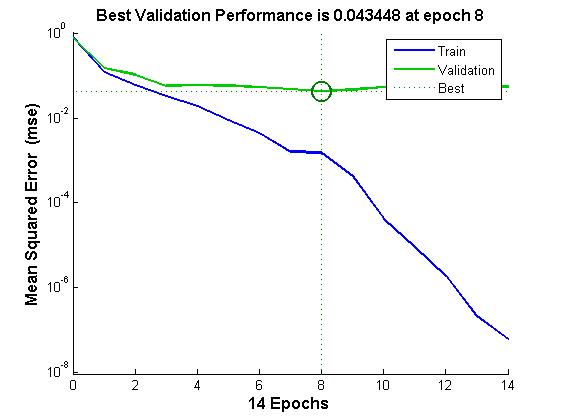 Best Validation Performance is 0.043448 at epoch 8
Mean Squared Error (mse)
10^0
10^-2
10^-4
10^-6
10^-8
Train
Validation
Best
0 2 4 6 8 10 12 14
14 Epochs